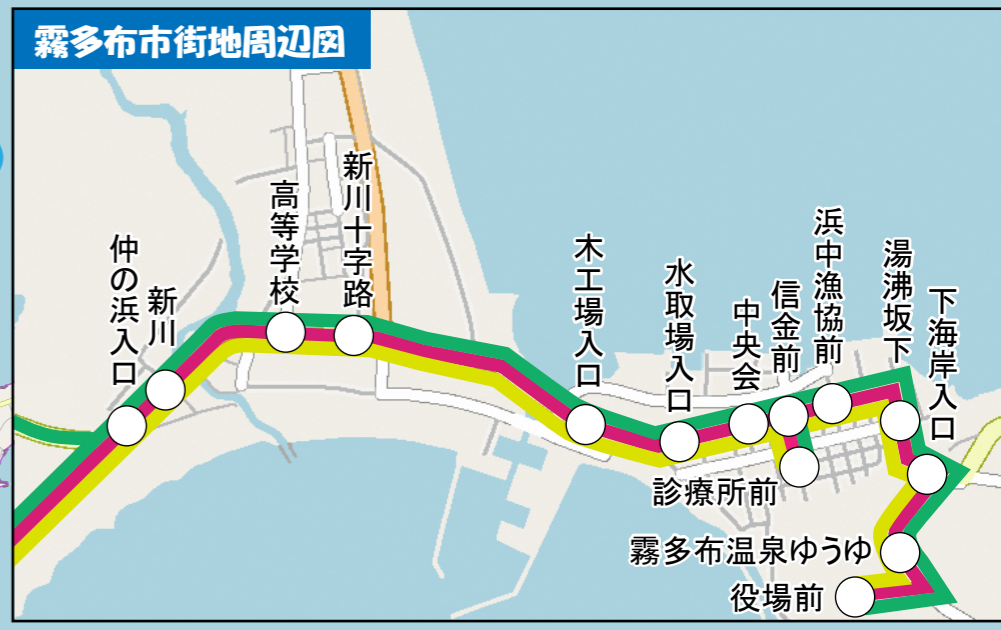 霧多布市街地周辺図
仲の浜入口
新川
高等学校
新川十字路
木工場入口
水取場入口
中央会
信金前
浜中漁協前
湯沸坂下
下海岸入口
診療所前
霧多布温泉ゆうゆ
役場前